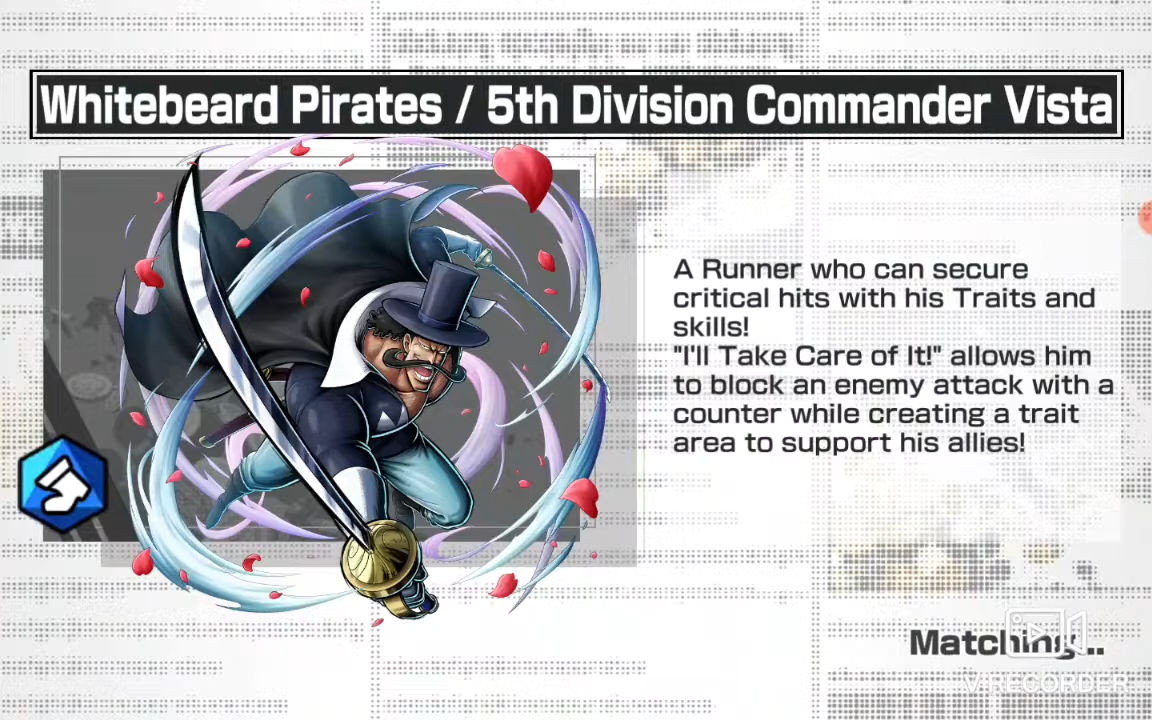 Whitebeard Pirates / 5th Division Commander Vista
A Runner who can secure
critical hits with his Traits and
skills!
"I'll Take Care of It!" allows him
to block an enemy attack with a
counter while creating a trait
area to support his allies!
Matching...
V RECORDER